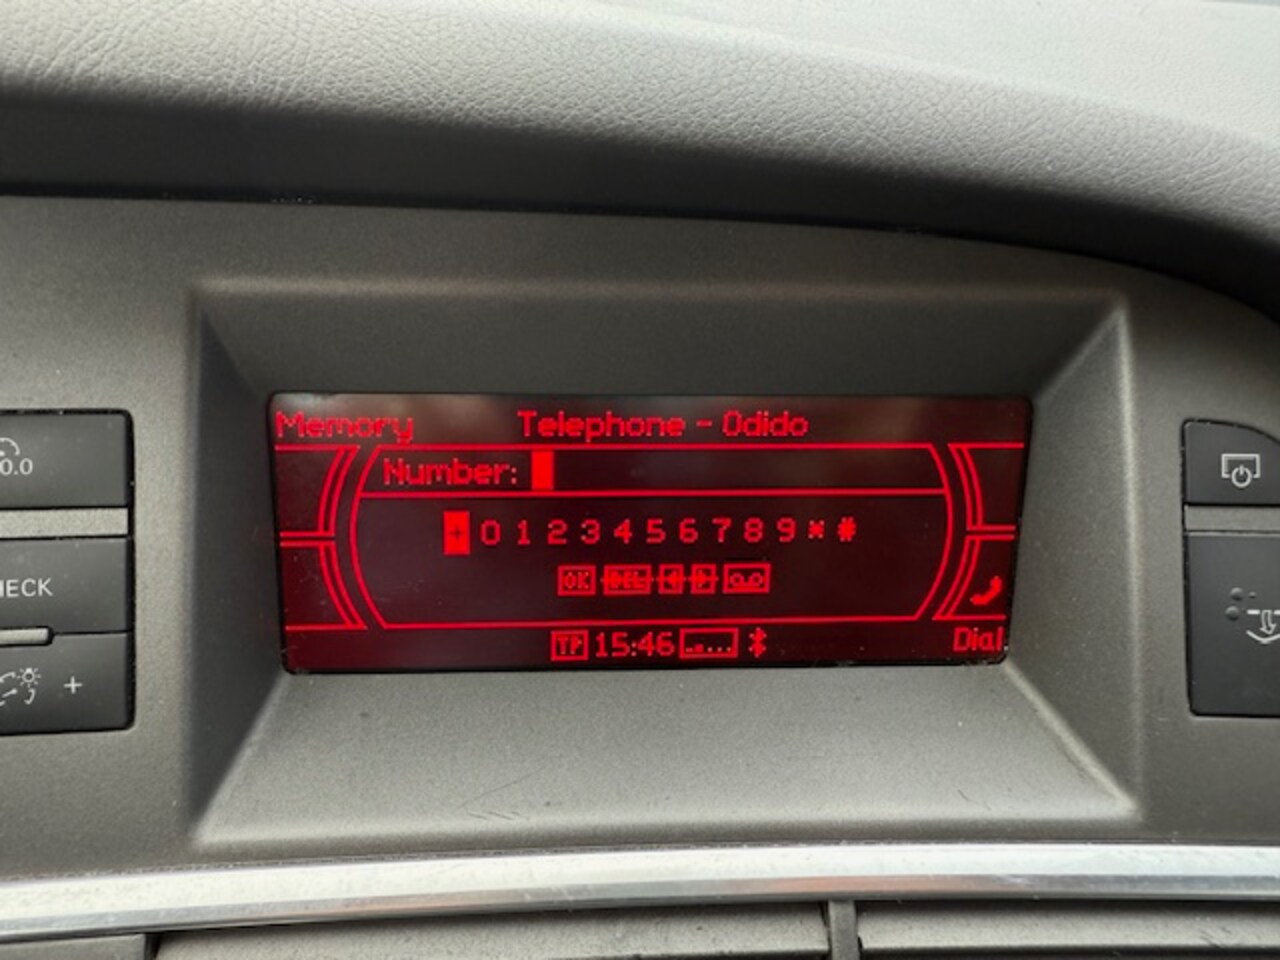 Memory Telephone - Odido
Number:
+ 0 1 2 3 4 5 6 7 8 9 * #
OK DEL
TP 15:46
Dial
0.0
HECK
+